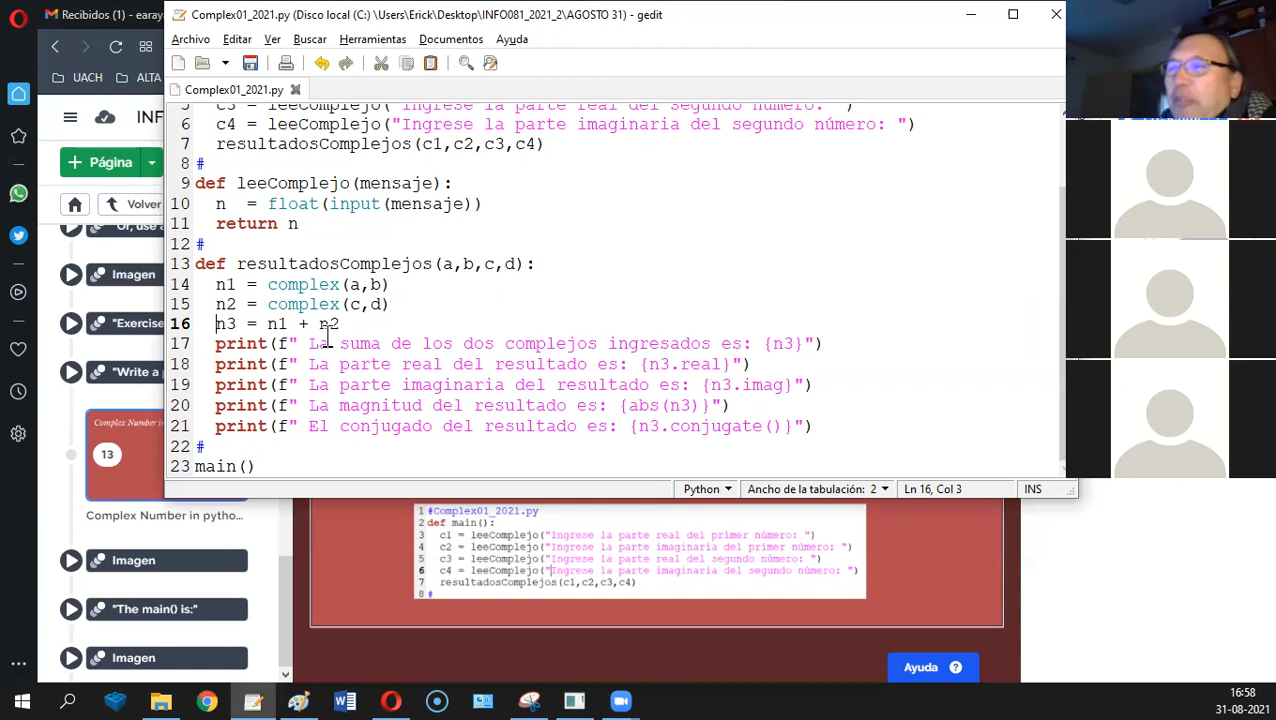 Recibidos (1) - earay
Complex01_2021.py (Disco local (C:) \Users\Erick\Desktop\INFO081_2021_2\AGOSTO 31) - gedit
Archivo Editar Ver Buscar Herramientas Documentos Ayuda
UACH ALTA
Complex01_2021.py
INF
Página
Volver
5 c3 = leeComplejo("Ingrese la parte real del segundo número: ")
6 c4 = leeComplejo("Ingrese la parte imaginaria del segundo número: ")
7 resultadosComplejos(c1,c2,c3,c4)
8 #
9 def leeComplejo(mensaje):
10 n = float(input(mensaje))
11 return n
12 #
13 def resultadosComplejos(a,b,c,d):
14 n1 = complex(a,b)
15 n2 = complex(c,d)
16 n3 = n1 + n2
17 print(f" La suma de los dos complejos ingresados es: {n3}")
18 print(f" La parte real del resultado es: {n3.real}")
19 print(f" La parte imaginaria del resultado es: {n3.imag}")
20 print(f" La magnitud del resultado es: {abs(n3)}")
21 print(f" El conjugado del resultado es: {n3.conjugate()}")
22 #
23 main()
Python Ancho de la tabulación: 2 Ln 16, Col 3 INS
"Or, use a
Imagen
"Exercise
"Write a p
Complex Number in
13
Complex Number in pytho...
Imagen
"The main() is:"
Imagen
1 #Complex01_2021.py
2 def main():
3 c1 = leeComplejo("Ingrese la parte real del primer número: ")
4 c2 = leeComplejo("Ingrese la parte imaginaria del primer número: ")
5 c3 = leeComplejo("Ingrese la parte real del segundo número: ")
6 c4 = leeComplejo("Ingrese la parte imaginaria del segundo número: ")
7 resultadosComplejos(c1,c2,c3,c4)
8 #
Ayuda ?
16:58
31-08-2021